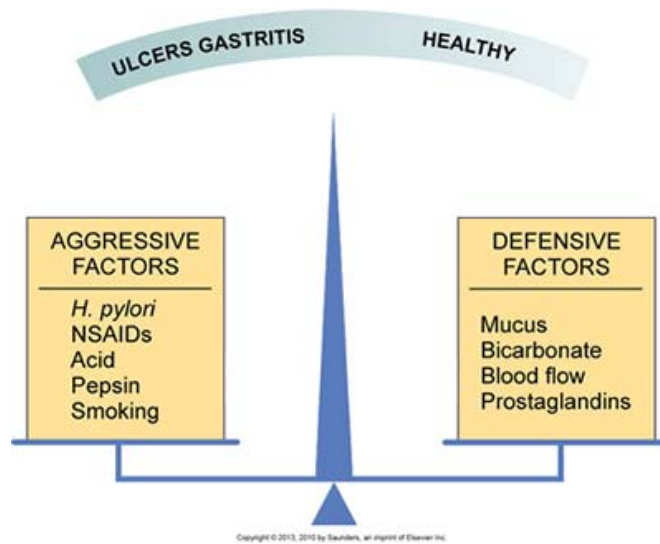 ULCERS GASTRITIS
HEALTHY
AGGRESSIVE
FACTORS
H. pylori
NSAIDs
Acid
Pepsin
Smoking
DEFENSIVE
FACTORS
Mucus
Bicarbonate
Blood flow
Prostaglandins
Copyright © 2013, 2010 by Saunders, an imprint of Elsevier Inc.